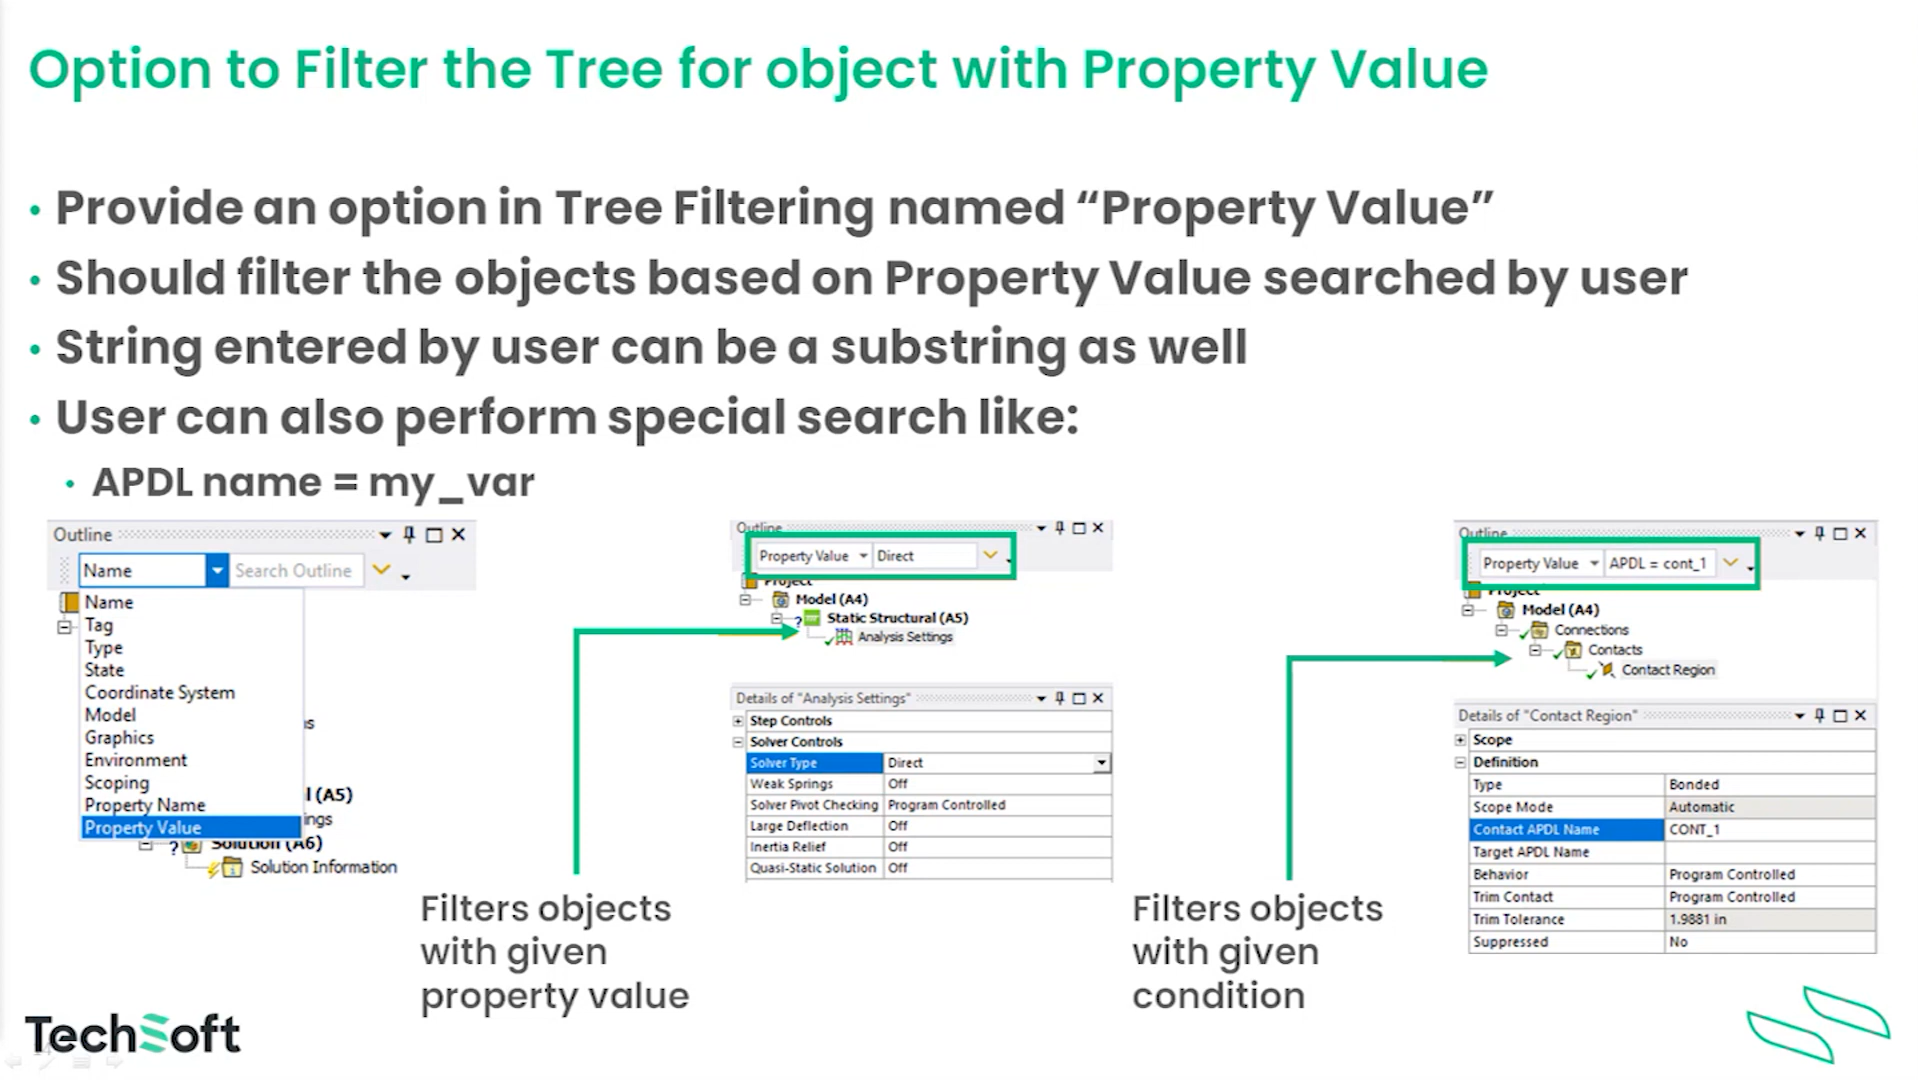 Option to Filter the Tree for object with Property Value
• Provide an option in Tree Filtering named “Property Value”
• Should filter the objects based on Property Value searched by user
• String entered by user can be a substring as well
• User can also perform special search like:
• APDL name = my_var
Outline
Name
Search Outline
Name
Tag
Type
State
Coordinate System
Model
Graphics
Environment
Scoping
Property Name
Property Value
l (A5)
ings
Solution (A6)
Solution Information
Outline
Property Value
Direct
Project
Model (A4)
Static Structural (A5)
Analysis Settings
Details of "Analysis Settings"
Step Controls
Solver Controls
Solver Type Direct
Weak Springs Off
Solver Pivot Checking Program Controlled
Large Deflection Off
Inertia Relief Off
Quasi-Static Solution Off
Filters objects
with given
property value
Outline
Property Value
APDL = cont_1
Project
Model (A4)
Connections
Contacts
Contact Region
Details of "Contact Region"
Scope
Definition
Type Bonded
Scope Mode Automatic
Contact APDL Name CONT_1
Target APDL Name
Behavior Program Controlled
Trim Contact Program Controlled
Trim Tolerance 1.9881 in
Suppressed No
Filters objects
with given
condition
TechSoft